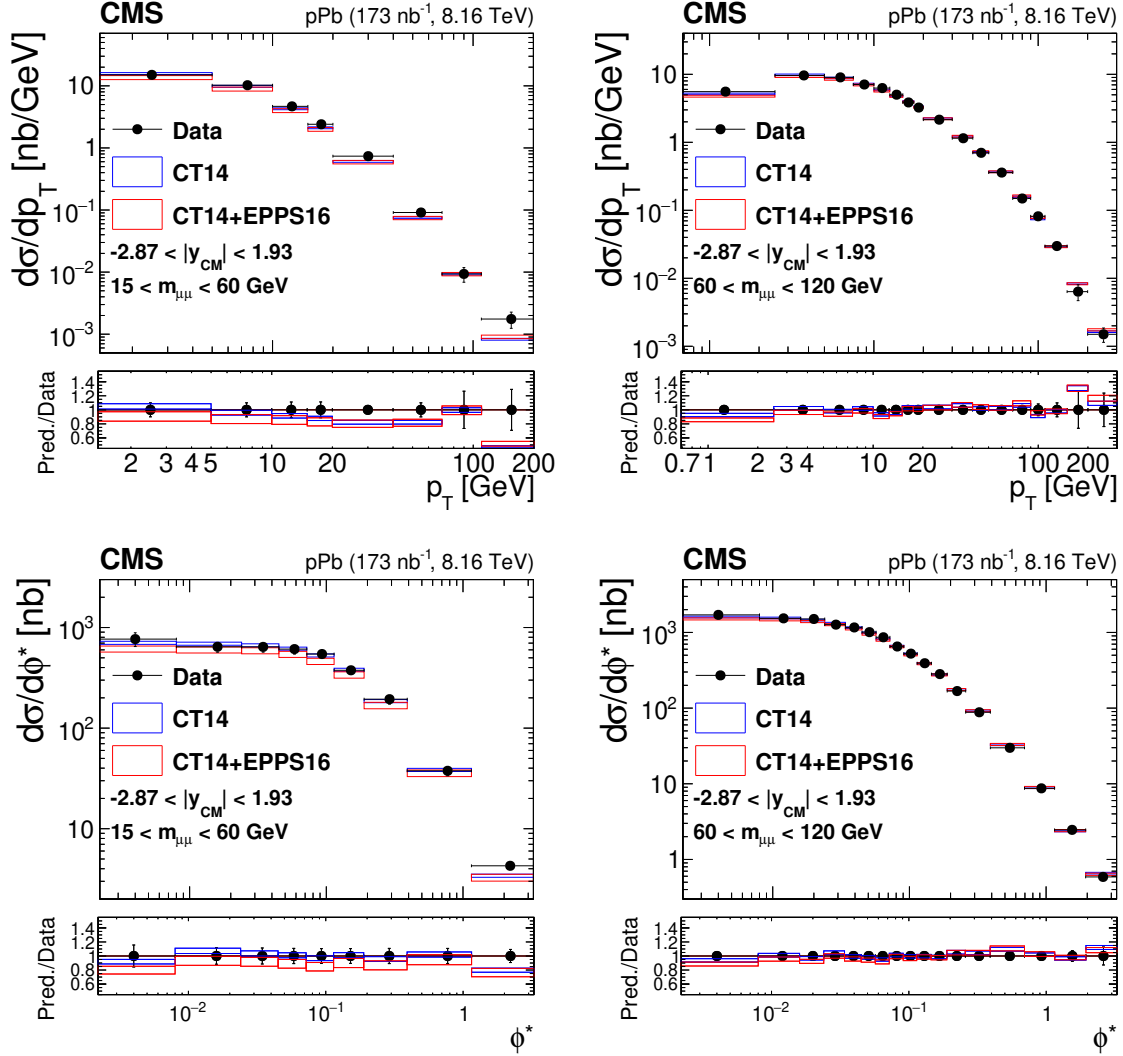 CMS pPb (173 nb⁻¹, 8.16 TeV)
dσ/dp_T [nb/GeV]
10
1
10⁻¹
10⁻²
10⁻³
Data
CT14
CT14+EPPS16
-2.87 < |y_CM| < 1.93
15 < m_μμ < 60 GeV
Pred./Data
1.4
1.2
1
0.8
0.6
2 3 4 5 10 20 100 200
p_T [GeV]
CMS pPb (173 nb⁻¹, 8.16 TeV)
dσ/dp_T [nb/GeV]
10
1
10⁻¹
10⁻²
10⁻³
Data
CT14
CT14+EPPS16
-2.87 < |y_CM| < 1.93
60 < m_μμ < 120 GeV
Pred./Data
1.4
1.2
1
0.8
0.6
0.7 1 2 3 4 10 20 100 200
p_T [GeV]
CMS pPb (173 nb⁻¹, 8.16 TeV)
dσ/dϕ* [nb]
10³
10²
10
Data
CT14
CT14+EPPS16
-2.87 < |y_CM| < 1.93
15 < m_μμ < 60 GeV
Pred./Data
1.4
1.2
1
0.8
0.6
10⁻² 10⁻¹ 1
ϕ*
CMS pPb (173 nb⁻¹, 8.16 TeV)
dσ/dϕ* [nb]
10³
10²
10
1
Data
CT14
CT14+EPPS16
-2.87 < |y_CM| < 1.93
60 < m_μμ < 120 GeV
Pred./Data
1.4
1.2
1
0.8
0.6
10⁻² 10⁻¹ 1
ϕ*